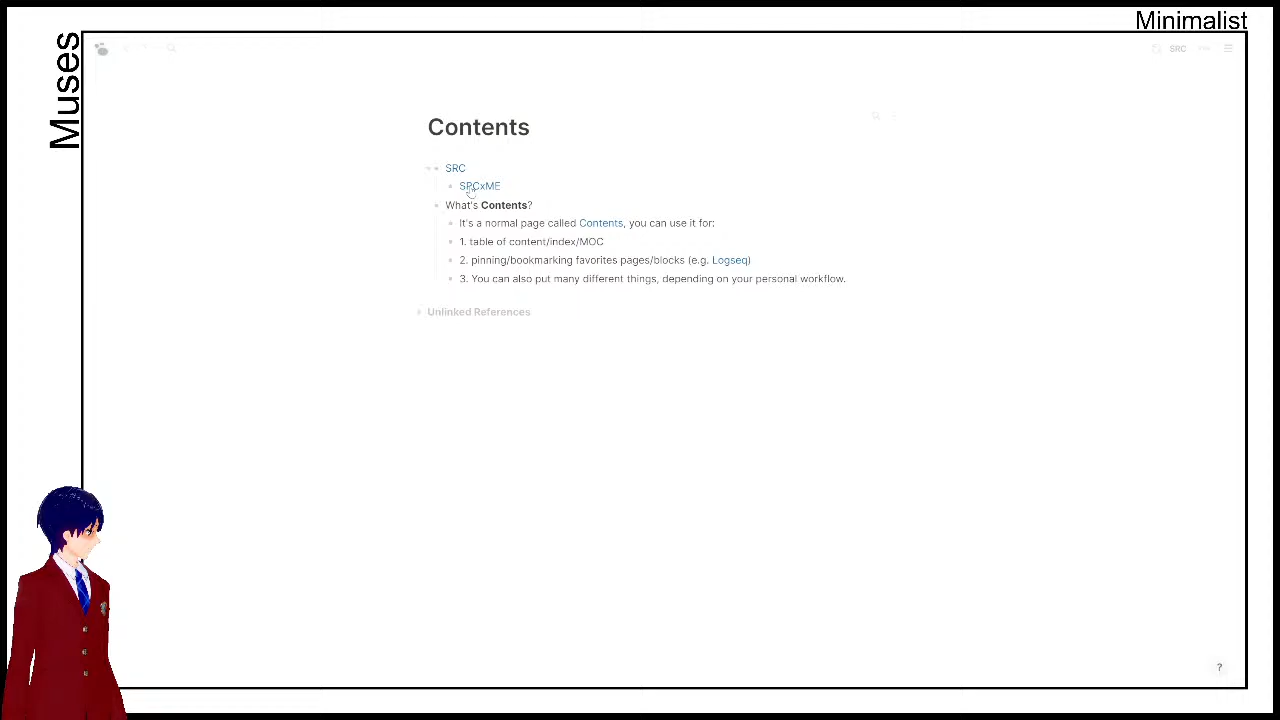 Minimalist
Muses
SRC
Contents
SRC
SRCxME
What's Contents?
It's a normal page called Contents, you can use it for:
1. table of content/index/MOC
2. pinning/bookmarking favorites pages/blocks (e.g. Logseq)
3. You can also put many different things, depending on your personal workflow.
Unlinked References
?